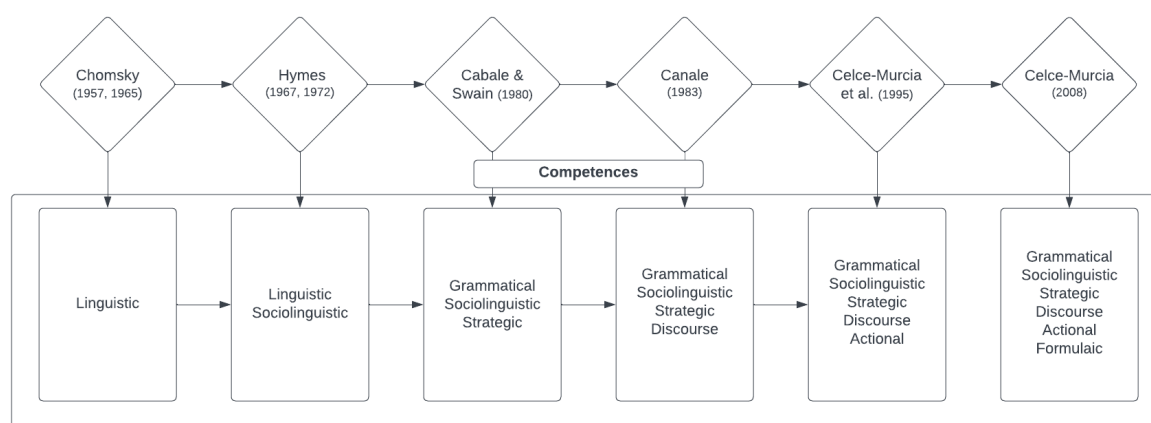 Chomsky
(1957, 1965)
Hymes
(1967, 1972)
Cabale &
Swain (1980)
Canale
(1983)
Celce-Murcia
et al. (1995)
Celce-Murcia
(2008)
Competences
Linguistic
Linguistic
Sociolinguistic
Grammatical
Sociolinguistic
Strategic
Grammatical
Sociolinguistic
Strategic
Discourse
Grammatical
Sociolinguistic
Strategic
Discourse
Actional
Grammatical
Sociolinguistic
Strategic
Discourse
Actional
Formulaic